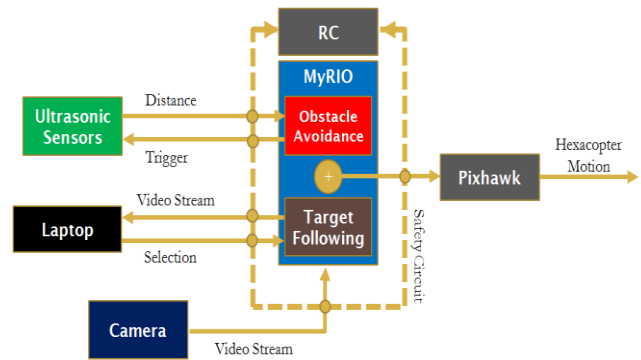 RC
MyRIO
Distance
Ultrasonic
Sensors
Obstacle
Avoidance
Trigger
Hexacopter
Motion
+
Pixhawk
Video Stream
Laptop
Target
Following
Selection
Safety Circuit
Camera
Video Stream